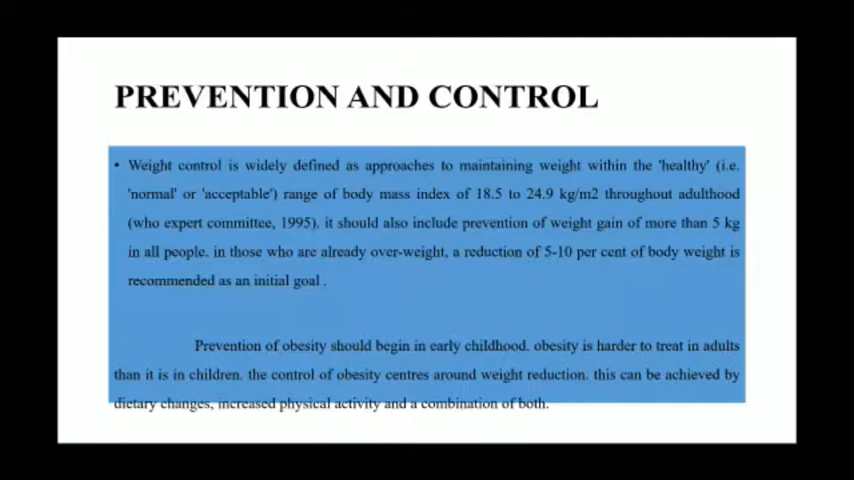 PREVENTION AND CONTROL
• Weight control is widely defined as approaches to maintaining weight within the 'healthy' (i.e.
'normal' or 'acceptable') range of body mass index of 18.5 to 24.9 kg/m2 throughout adulthood
(who expert committee, 1995). it should also include prevention of weight gain of more than 5 kg
in all people. in those who are already over-weight, a reduction of 5-10 per cent of body weight is
recommended as an initial goal .
Prevention of obesity should begin in early childhood. obesity is harder to treat in adults
than it is in children. the control of obesity centres around weight reduction. this can be achieved by
dietary changes, increased physical activity and a combination of both.